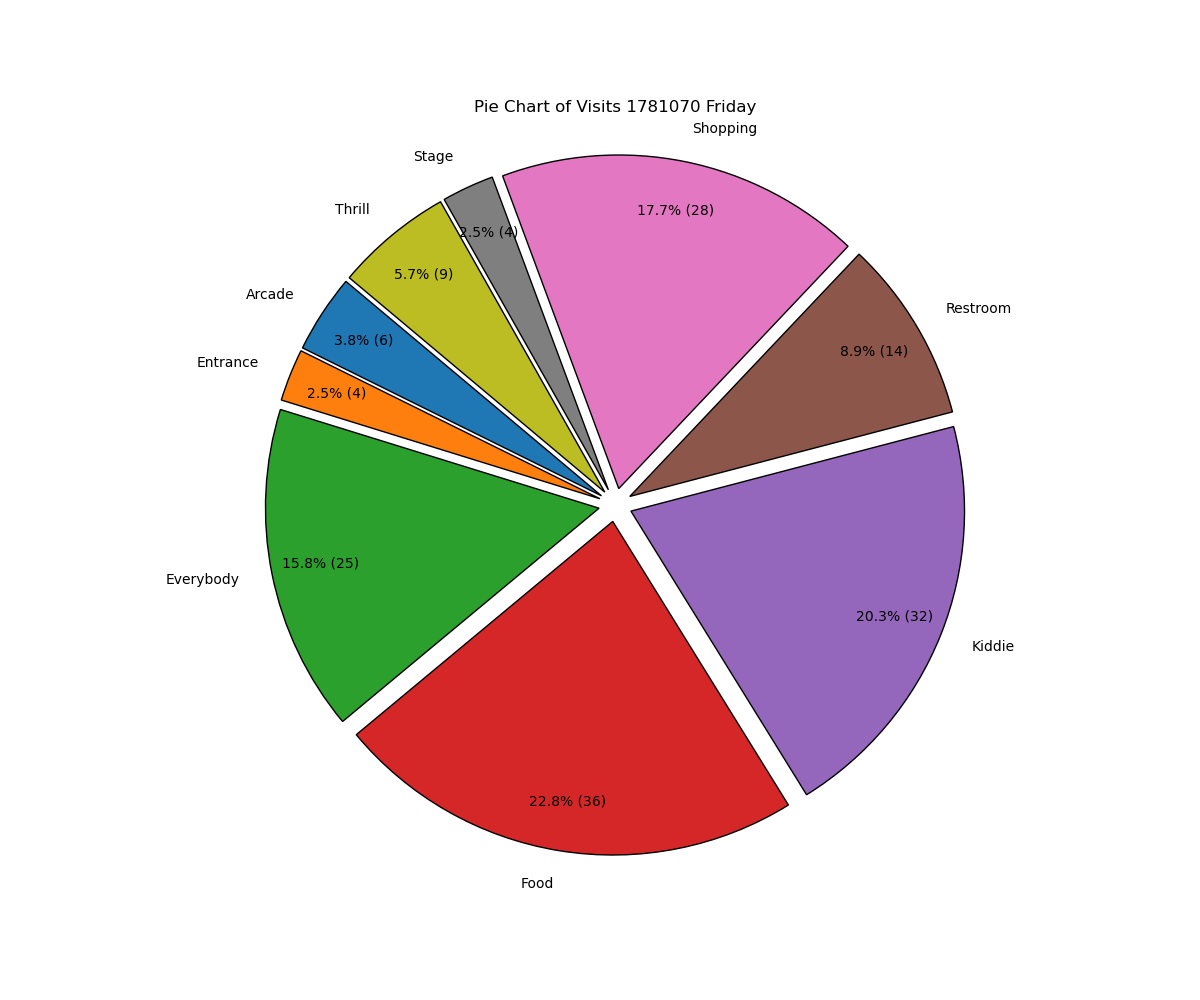 Pie Chart of Visits 1781070 Friday
Shopping
17.7% (28)
Stage
2.5% (4)
Thrill
5.7% (9)
Arcade
3.8% (6)
Entrance
2.5% (4)
Restroom
8.9% (14)
Everybody
15.8% (25)
Kiddie
20.3% (32)
Food
22.8% (36)